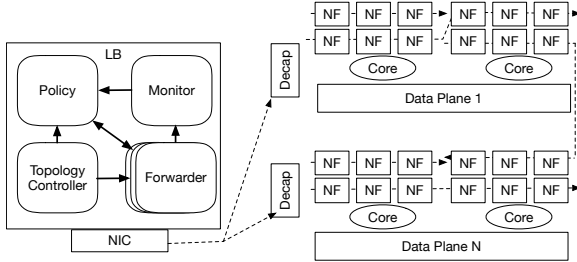 LB
Policy
Monitor
Topology
Controller
Forwarder
NIC
Decap
NF NF NF NF NF NF
NF NF NF NF NF NF
Core Core
Data Plane 1
Decap
NF NF NF NF NF NF
NF NF NF NF NF NF
Core Core
Data Plane N